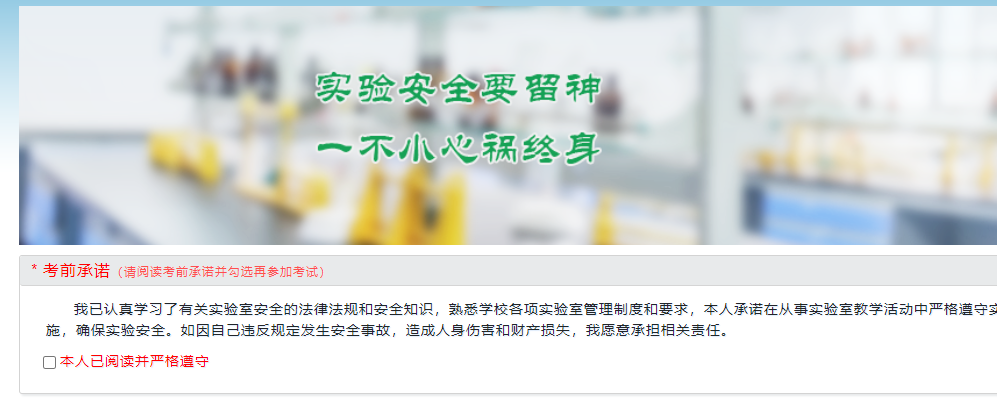 实验安全要留神
一不小心祸终身
* 考前承诺（请阅读考前承诺并勾选再参加考试）
我已认真学习了有关实验室安全的法律法规和安全知识，熟悉学校各项实验室管理制度和要求，本人承诺在从事实验室教学活动中严格遵守实
施，确保实验安全。如因自己违反规定发生安全事故，造成人身伤害和财产损失，我愿意承担相关责任。
本人已阅读并严格遵守